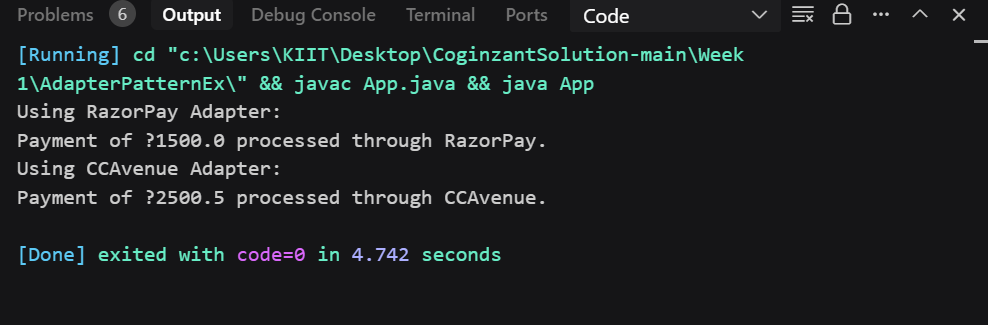 Problems 6 Output Debug Console Terminal Ports Code
[Running] cd "c:\Users\KIIT\Desktop\CoginzantSolution-main\Week
1\AdapterPatternEx\" && javac App.java && java App
Using RazorPay Adapter:
Payment of ?1500.0 processed through RazorPay.
Using CCAvenue Adapter:
Payment of ?2500.5 processed through CCAvenue.
[Done] exited with code=0 in 4.742 seconds